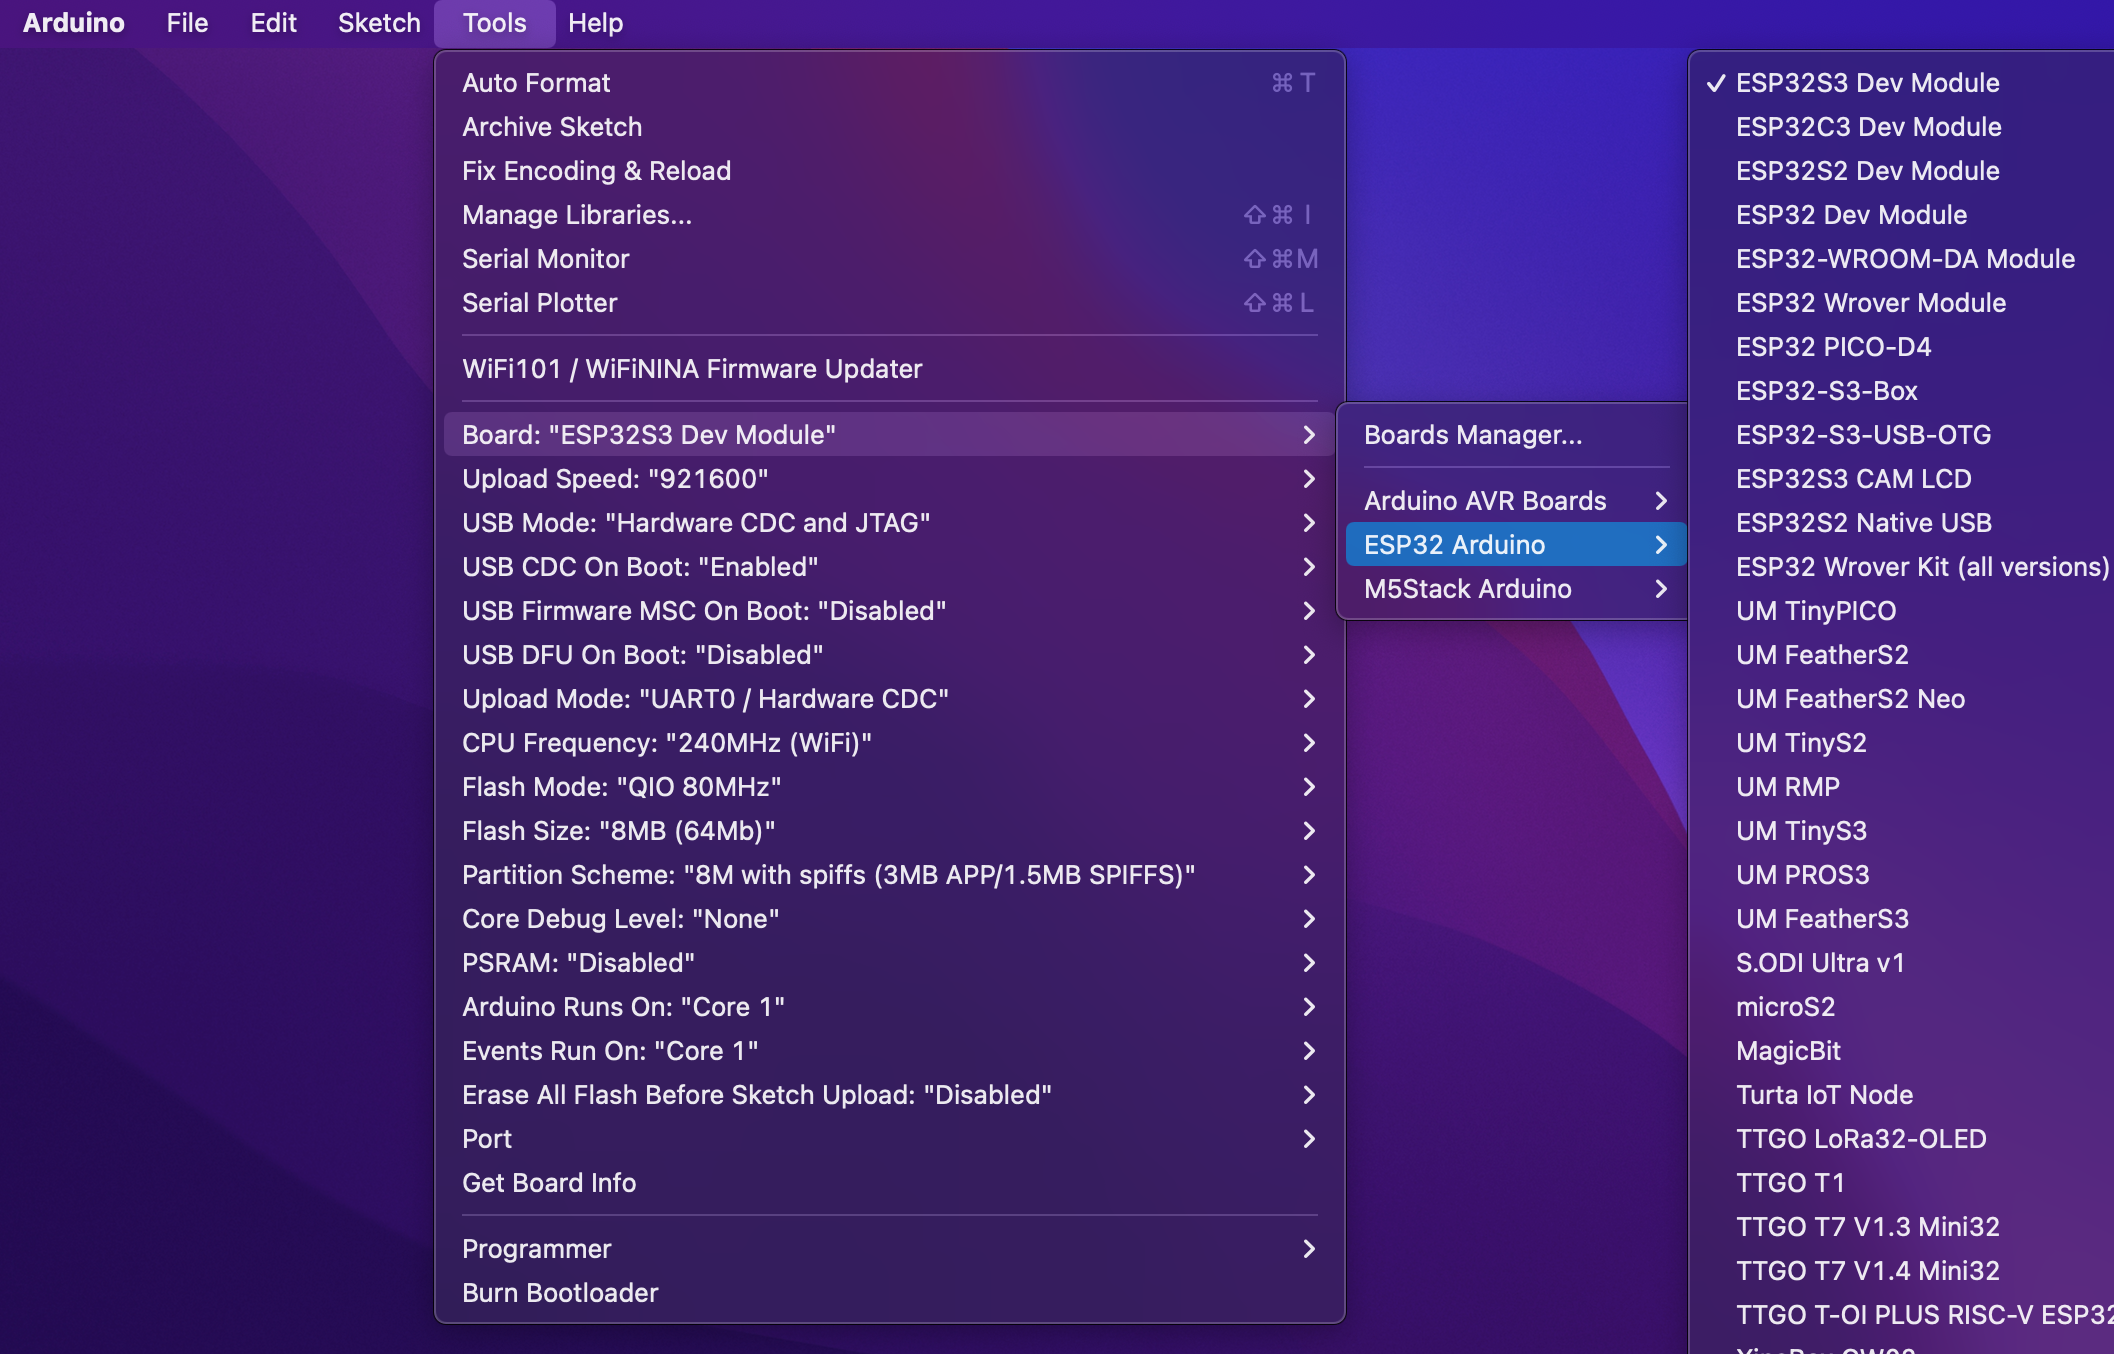 Arduino File Edit Sketch Tools Help
Auto Format ⌘ T
Archive Sketch
Fix Encoding & Reload
Manage Libraries... ⇧ ⌘ I
Serial Monitor ⇧ ⌘ M
Serial Plotter ⇧ ⌘ L
WiFi101 / WiFiNINA Firmware Updater
Board: "ESP32S3 Dev Module"
Upload Speed: "921600"
USB Mode: "Hardware CDC and JTAG"
USB CDC On Boot: "Enabled"
USB Firmware MSC On Boot: "Disabled"
USB DFU On Boot: "Disabled"
Upload Mode: "UART0 / Hardware CDC"
CPU Frequency: "240MHz (WiFi)"
Flash Mode: "QIO 80MHz"
Flash Size: "8MB (64Mb)"
Partition Scheme: "8M with spiffs (3MB APP/1.5MB SPIFFS)"
Core Debug Level: "None"
PSRAM: "Disabled"
Arduino Runs On: "Core 1"
Events Run On: "Core 1"
Erase All Flash Before Sketch Upload: "Disabled"
Port
Get Board Info
Programmer
Burn Bootloader
Boards Manager...
Arduino AVR Boards
ESP32 Arduino
M5Stack Arduino
✓ ESP32S3 Dev Module
ESP32C3 Dev Module
ESP32S2 Dev Module
ESP32 Dev Module
ESP32-WROOM-DA Module
ESP32 Wrover Module
ESP32 PICO-D4
ESP32-S3-Box
ESP32-S3-USB-OTG
ESP32S3 CAM LCD
ESP32S2 Native USB
ESP32 Wrover Kit (all versions)
UM TinyPICO
UM FeatherS2
UM FeatherS2 Neo
UM TinyS2
UM RMP
UM TinyS3
UM PROS3
UM FeatherS3
S.ODI Ultra v1
microS2
MagicBit
Turta IoT Node
TTGO LoRa32-OLED
TTGO T1
TTGO T7 V1.3 Mini32
TTGO T7 V1.4 Mini32
TTGO T-OI PLUS RISC-V ESP32